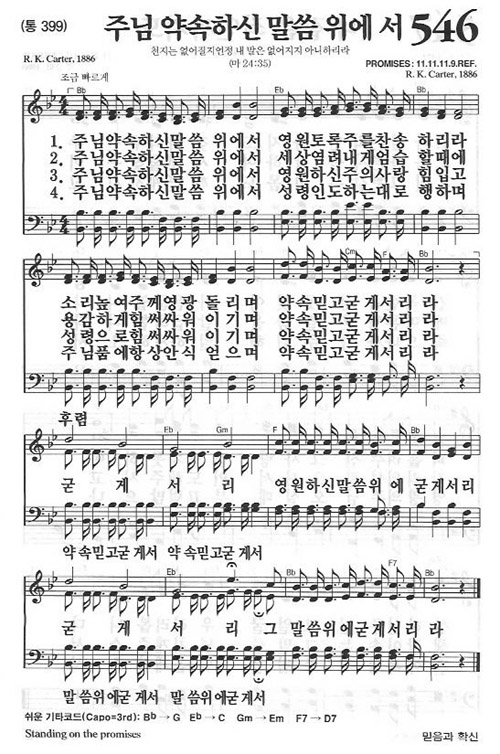 (통 399)
주님 약속하신 말씀 위에 서
546
천지는 없어질지언정 내 말은 없어지지 아니하리라
(마 24:35)
R. K. Carter, 1886
PROMISES: 11.11.11.9.REF.
R. K. Carter, 1886
조금 빠르게
Bb Eb Bb
1. 주님약속하신말씀 위에서 영원토록주를찬송 하리라
2. 주님약속하신말씀 위에서 세상염려내게엄습 할때에
3. 주님약속하신말씀 위에서 영원하신주의사랑 힘입고
4. 주님약속하신말씀 위에서 성령인도하는대로 행하며
Cm F Bb
소리높여주께영광 돌리며 약속믿고굳게서리라
용감하게힘써싸워 이기며 약속믿고굳게서리라
성령으로힘써싸워 이기며 약속믿고굳게서리라
주님품에항상안식 얻으며 약속믿고굳게서리라
후렴
Bb Eb Gm F Bb
굳 게 서 리 영원하신말씀위 에 굳게서리
약속믿고굳 게서 약속믿고굳 게서
Bb Eb Bb F7 Bb
굳 게 서 리 그 말씀위에굳게서리라
말씀위에굳 게서 말씀위에굳 게서
쉬운 기타코드(Capo=3rd): Bb → G Eb → C Gm → Em F7 → D7
Standing on the promises
믿음과 확신